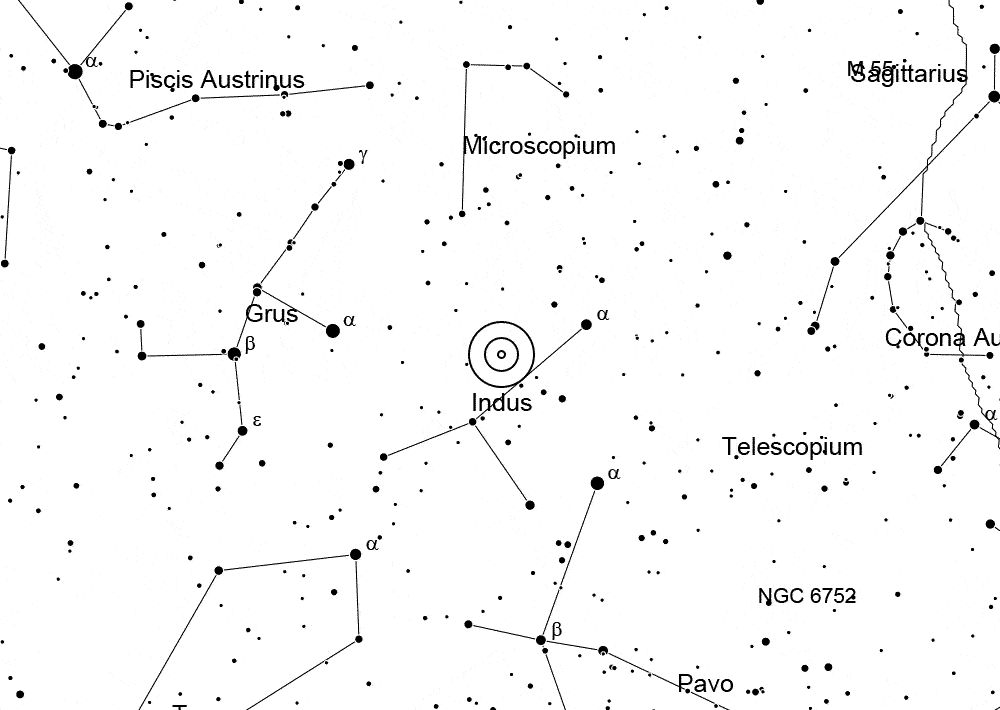 α
Piscis Austrinus
M 55
Sagittarius
Microscopium
γ
Grus
α
α
β
Corona Au
Indus
α
ε
Telescopium
α
α
NGC 6752
β
Pavo